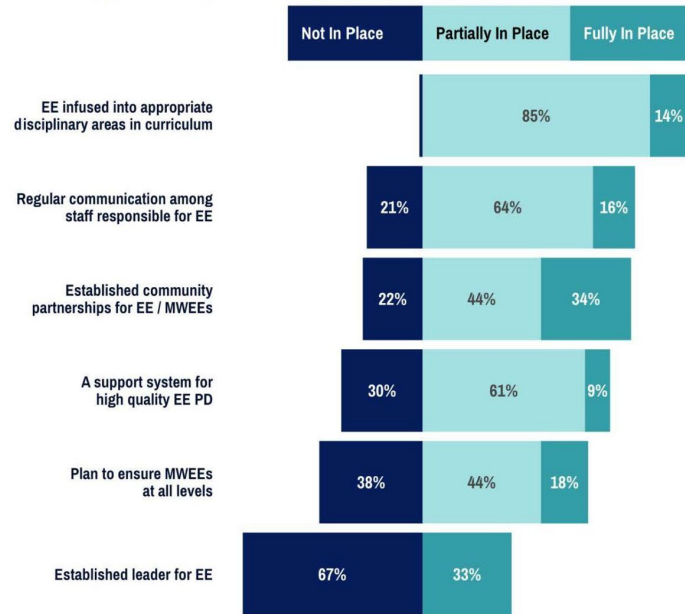 Not In Place Partially In Place Fully In Place
EE infused into appropriate
disciplinary areas in curriculum
85% 14%
Regular communication among
staff responsible for EE
21% 64% 16%
Established community
partnerships for EE / MWEEs
22% 44% 34%
A support system for
high quality EE PD
30% 61% 9%
Plan to ensure MWEEs
at all levels
38% 44% 18%
Established leader for EE
67% 33%